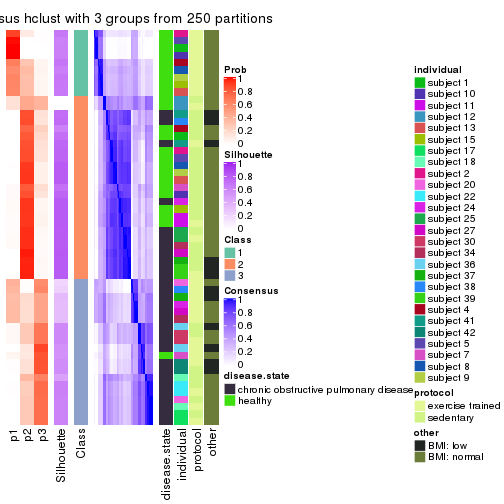 sus hclust with 3 groups from 250 partitions
Prob
1
0.8
0.6
0.4
0.2
0
Silhouette
1
0.8
0.6
0.4
0.2
0
Class
1
2
3
Consensus
1
0.8
0.6
0.4
0.2
0
disease.state
chronic obstructive pulmonary disease
healthy
individual
subject 1
subject 10
subject 11
subject 12
subject 13
subject 15
subject 17
subject 18
subject 2
subject 20
subject 22
subject 24
subject 25
subject 27
subject 30
subject 34
subject 36
subject 37
subject 38
subject 39
subject 4
subject 41
subject 42
subject 5
subject 7
subject 8
subject 9
protocol
exercise trained
sedentary
other
BMI: low
BMI: normal
p1
p2
p3
Silhouette
Class
disease.state
individual
protocol
other